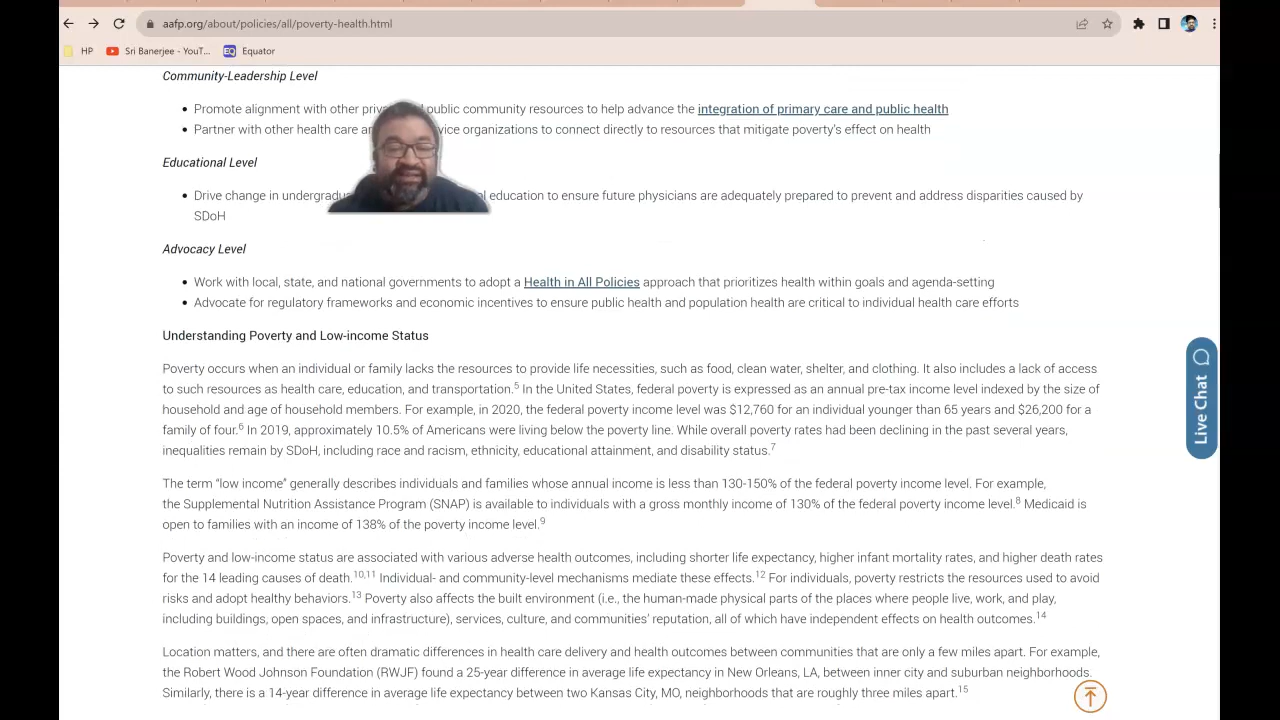 aafp.org/about/policies/all/poverty-health.html
HP Sri Banerjee - YouT... EQ Equator
Community-Leadership Level
Promote alignment with other public community resources to help advance the integration of primary care and public health
Partner with other health care organizations to connect directly to resources that mitigate poverty's effect on health
Educational Level
Drive change in education to ensure future physicians are adequately prepared to prevent and address disparities caused by
SDoH
Advocacy Level
Work with local, state, and national governments to adopt a Health in All Policies approach that prioritizes health within goals and agenda-setting
Advocate for regulatory frameworks and economic incentives to ensure public health and population health are critical to individual health care efforts
Understanding Poverty and Low-income Status
Poverty occurs when an individual or family lacks the resources to provide life necessities, such as food, clean water, shelter, and clothing. It also includes a lack of access
to such resources as health care, education, and transportation.5 In the United States, federal poverty is expressed as an annual pre-tax income level indexed by the size of
household and age of household members. For example, in 2020, the federal poverty income level was $12,760 for an individual younger than 65 years and $26,200 for a
family of four.6 In 2019, approximately 10.5% of Americans were living below the poverty line. While overall poverty rates had been declining in the past several years,
inequalities remain by SDoH, including race and racism, ethnicity, educational attainment, and disability status.7
The term “low income” generally describes individuals and families whose annual income is less than 130-150% of the federal poverty income level. For example,
the Supplemental Nutrition Assistance Program (SNAP) is available to individuals with a gross monthly income of 130% of the federal poverty income level.8 Medicaid is
open to families with an income of 138% of the poverty income level.9
Poverty and low-income status are associated with various adverse health outcomes, including shorter life expectancy, higher infant mortality rates, and higher death rates
for the 14 leading causes of death.10,11 Individual- and community-level mechanisms mediate these effects.12 For individuals, poverty restricts the resources used to avoid
risks and adopt healthy behaviors.13 Poverty also affects the built environment (i.e., the human-made physical parts of the places where people live, work, and play,
including buildings, open spaces, and infrastructure), services, culture, and communities’ reputation, all of which have independent effects on health outcomes.14
Location matters, and there are often dramatic differences in health care delivery and health outcomes between communities that are only a few miles apart. For example,
the Robert Wood Johnson Foundation (RWJF) found a 25-year difference in average life expectancy in New Orleans, LA, between inner city and suburban neighborhoods.
Similarly, there is a 14-year difference in average life expectancy between two Kansas City, MO, neighborhoods that are roughly three miles apart.15
Live Chat